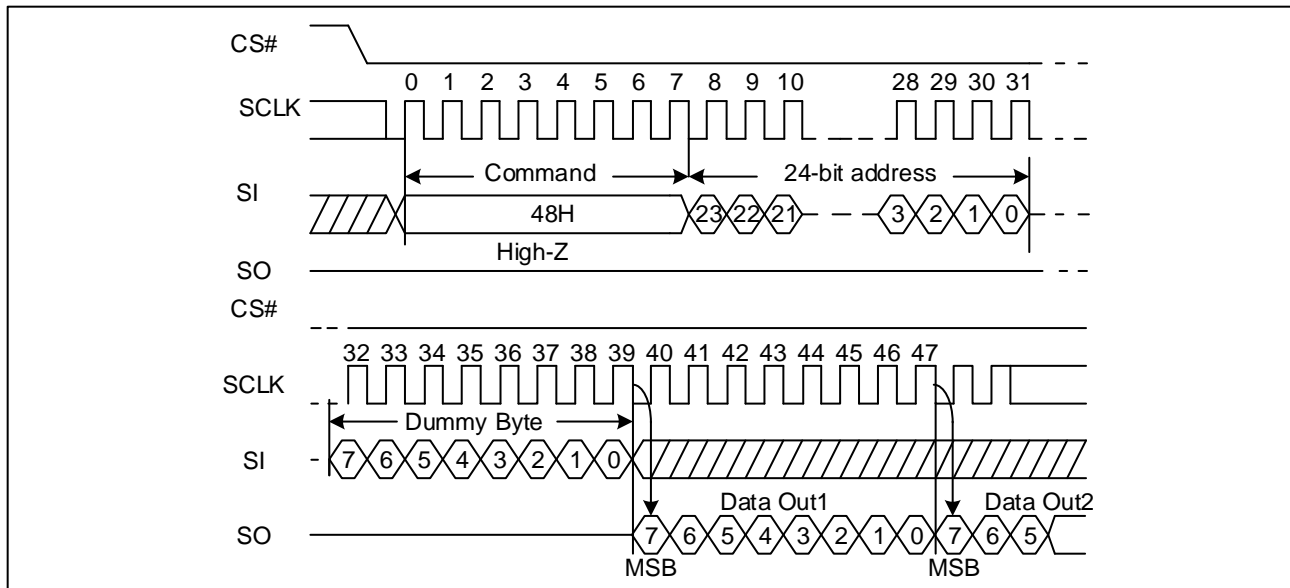 CS#
0 1 2 3 4 5 6 7 8 9 10 28 29 30 31
SCLK
Command 24-bit address
SI
48H 23 22 21 3 2 1 0
High-Z
SO
CS#
32 33 34 35 36 37 38 39 40 41 42 43 44 45 46 47
SCLK
Dummy Byte
SI 7 6 5 4 3 2 1 0
Data Out1 Data Out2
SO 7 6 5 4 3 2 1 0 7 6 5
MSB MSB